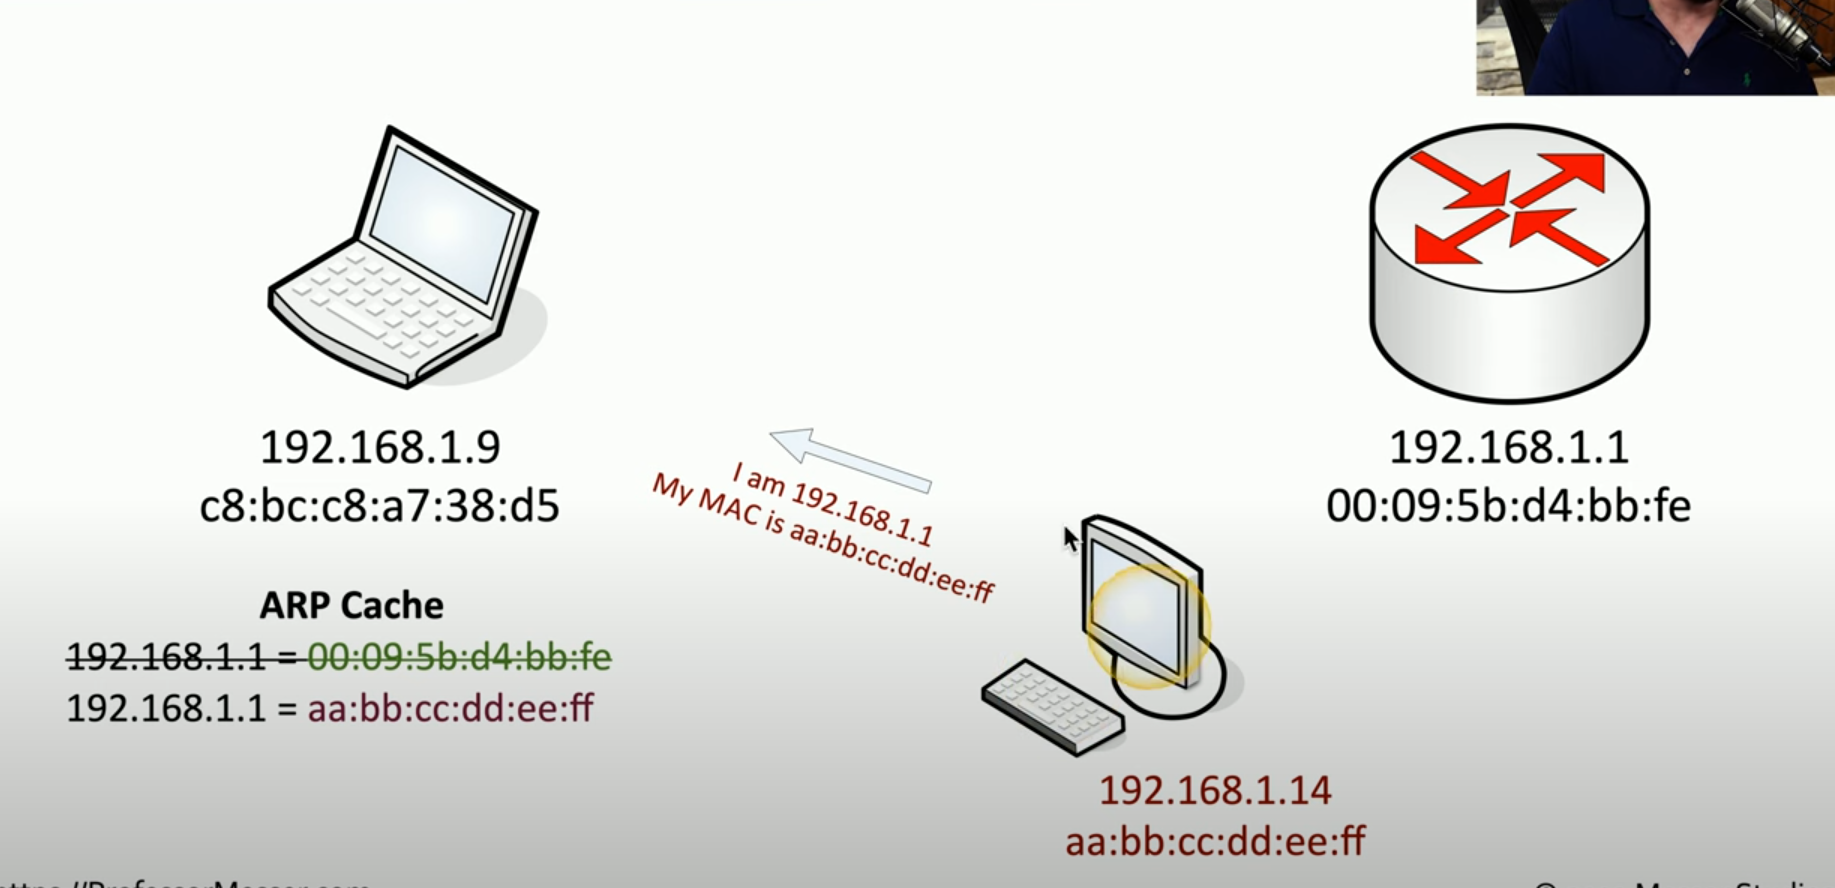 192.168.1.9
c8:bc:c8:a7:38:d5
192.168.1.1
00:09:5b:d4:bb:fe
I am 192.168.1.1
My MAC is aa:bb:cc:dd:ee:ff
ARP Cache
192.168.1.1 = 00:09:5b:d4:bb:fe
192.168.1.1 = aa:bb:cc:dd:ee:ff
192.168.1.14
aa:bb:cc:dd:ee:ff
https://ProfessorMesser.com